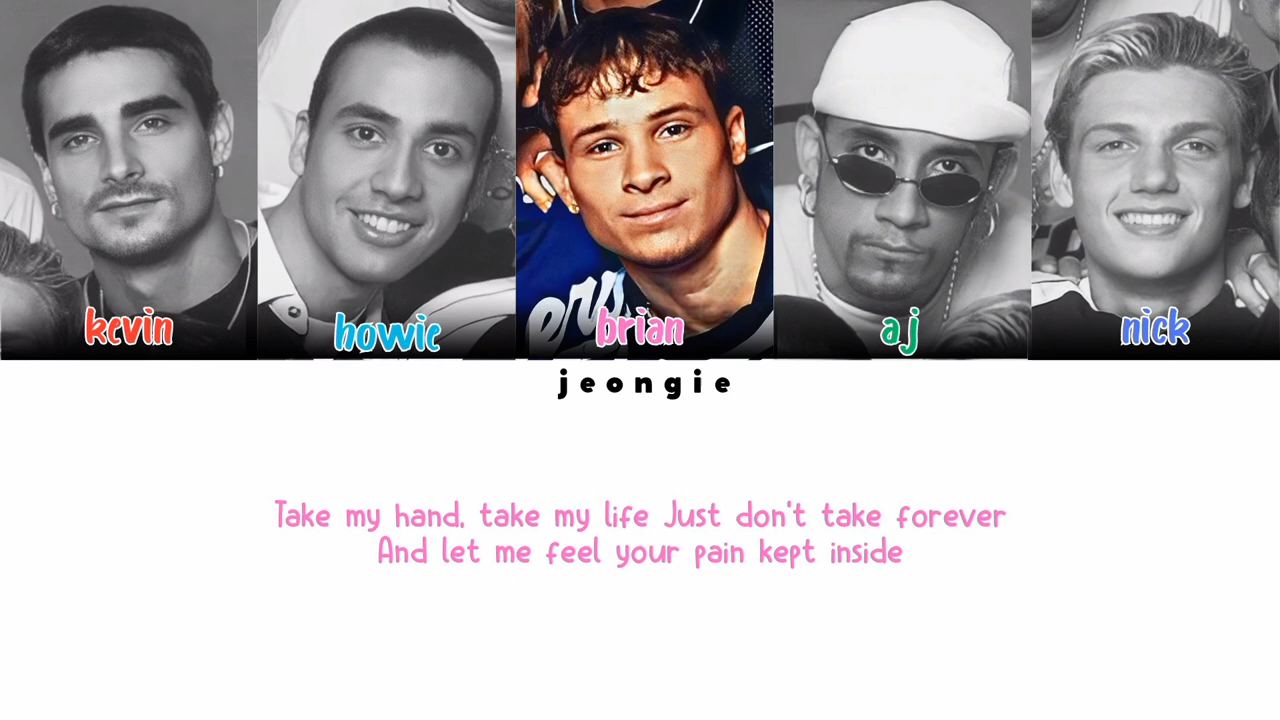 kevin
howie
ers
brian
aj
nick
jeongie
Take my hand, take my life Just don't take forever
And let me feel your pain kept inside